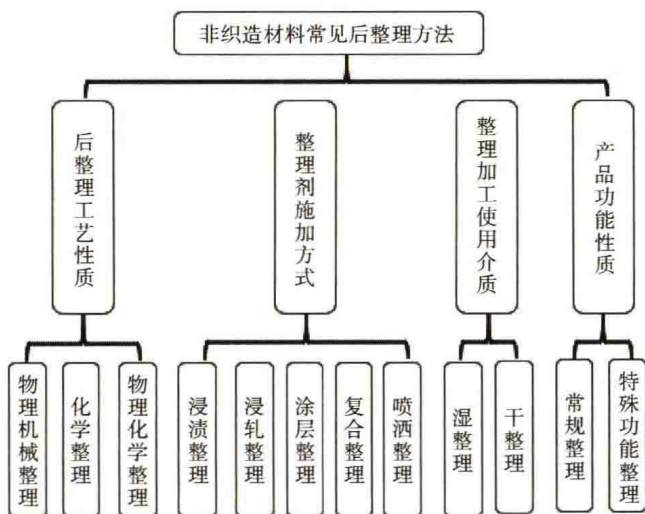 非织造材料常见后整理方法
后整理工艺性质
整理剂施加方式
整理加工使用介质
产品功能性质
物理机械整理
化学整理
物理化学整理
浸渍整理
浸轧整理
涂层整理
复合整理
喷洒整理
湿整理
干整理
常规整理
特殊功能整理